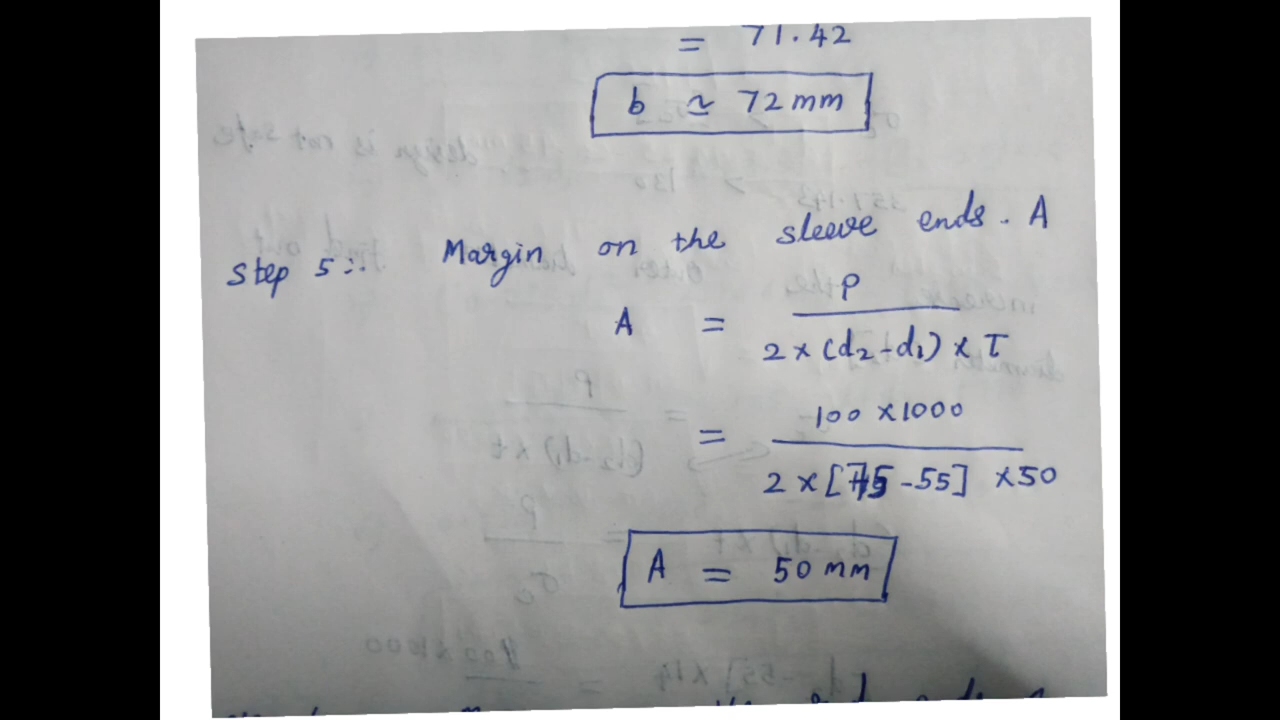 = 71.42
b ≃ 72 mm
Step 5:- Margin on the sleeve ends. A
A = P / 2 × (d₂-d₁) × τ
= 100 × 1000 / 2 × [75 - 55] × 50
A = 50 mm